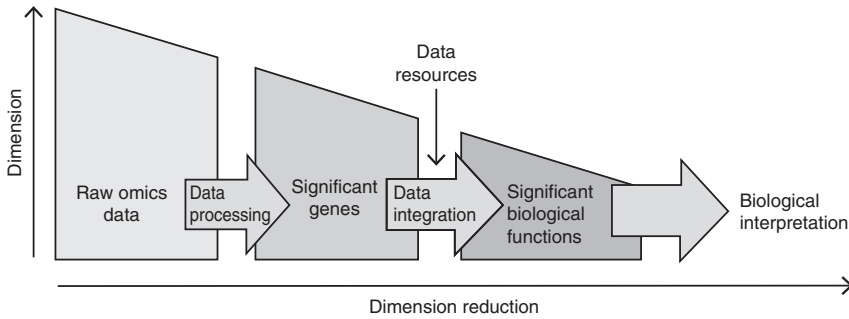 Dimension
Raw omics
data
Data
processing
Significant
genes
Data
resources
Data
integration
Significant
biological
functions
Biological
interpretation
Dimension reduction